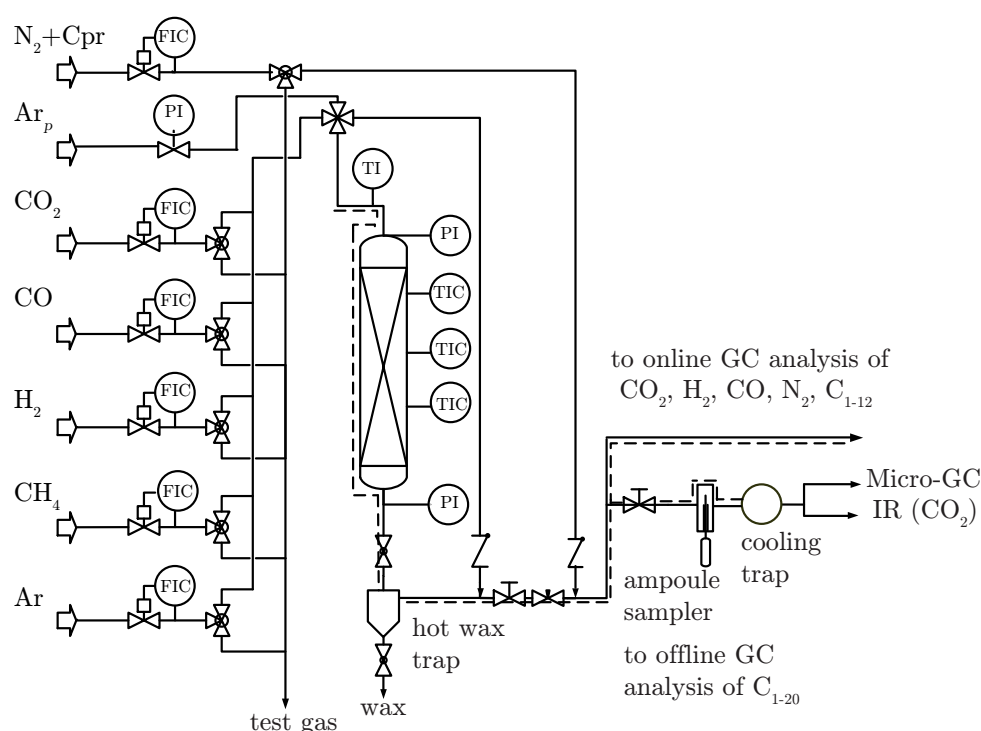 N₂+Cpr
FIC
Arₚ
PI
CO₂
FIC
CO
FIC
H₂
FIC
CH₄
FIC
Ar
FIC
test gas
TI
PI
TIC
TIC
TIC
PI
hot wax
trap
wax
to online GC analysis of
CO₂, H₂, CO, N₂, C₁₋₁₂
Micro-GC
IR (CO₂)
cooling
trap
ampoule
sampler
to offline GC
analysis of C₁₋₂₀